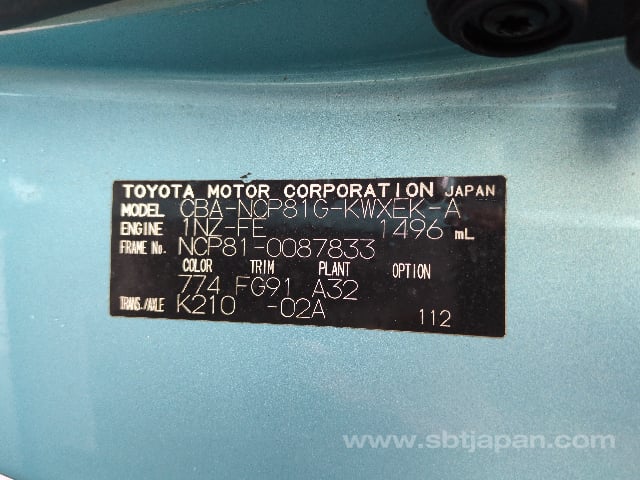 TOYOTA MOTOR CORPORATION JAPAN
MODEL CBA-NCP81G-KWXEK-A
ENGINE 1NZ-FE 1496 mL
FRAME No. NCP81-0087833
COLOR TRIM PLANT OPTION
774 FG91 A32
TRANS./AXLE K210 -02A 112
www.sbtjapan.com